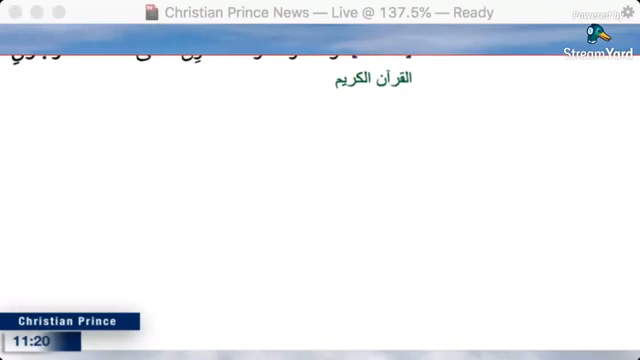 Christian Prince News — Live @ 137.5% — Ready
Powered by
StreamYard
القرآن الكريم
Christian Prince
11:20